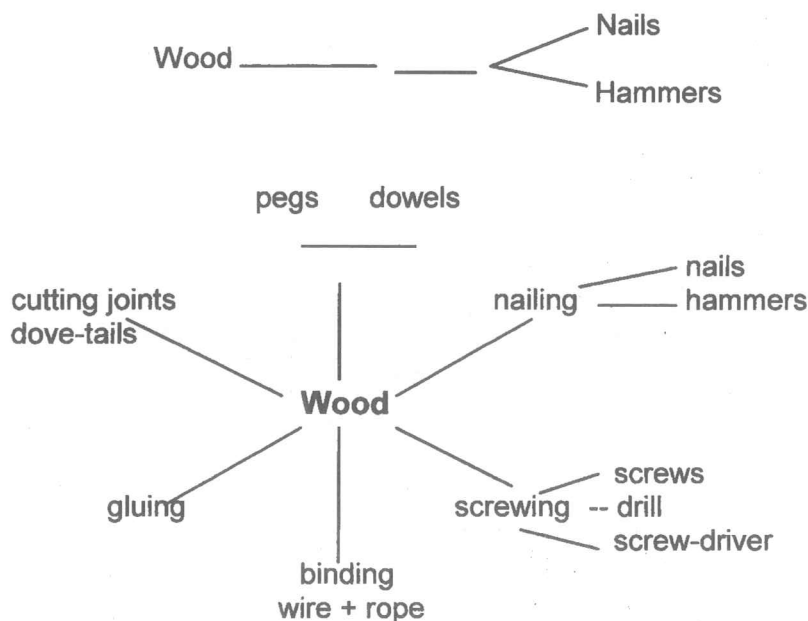 Nails
Wood
Hammers
pegs dowels
nails
cutting joints nailing hammers
dove-tails
Wood
screws
gluing screwing -- drill
screw-driver
binding
wire + rope